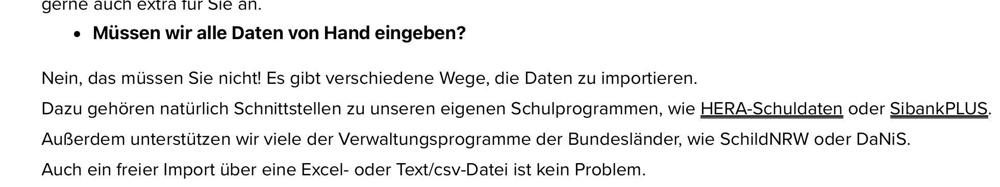 gerne auch extra für Sie an.
• Müssen wir alle Daten von Hand eingeben?
Nein, das müssen Sie nicht! Es gibt verschiedene Wege, die Daten zu importieren.
Dazu gehören natürlich Schnittstellen zu unseren eigenen Schulprogrammen, wie HERA-Schuldaten oder SibankPLUS.
Außerdem unterstützen wir viele der Verwaltungsprogramme der Bundesländer, wie SchildNRW oder DaNiS.
Auch ein freier Import über eine Excel- oder Text/csv-Datei ist kein Problem.